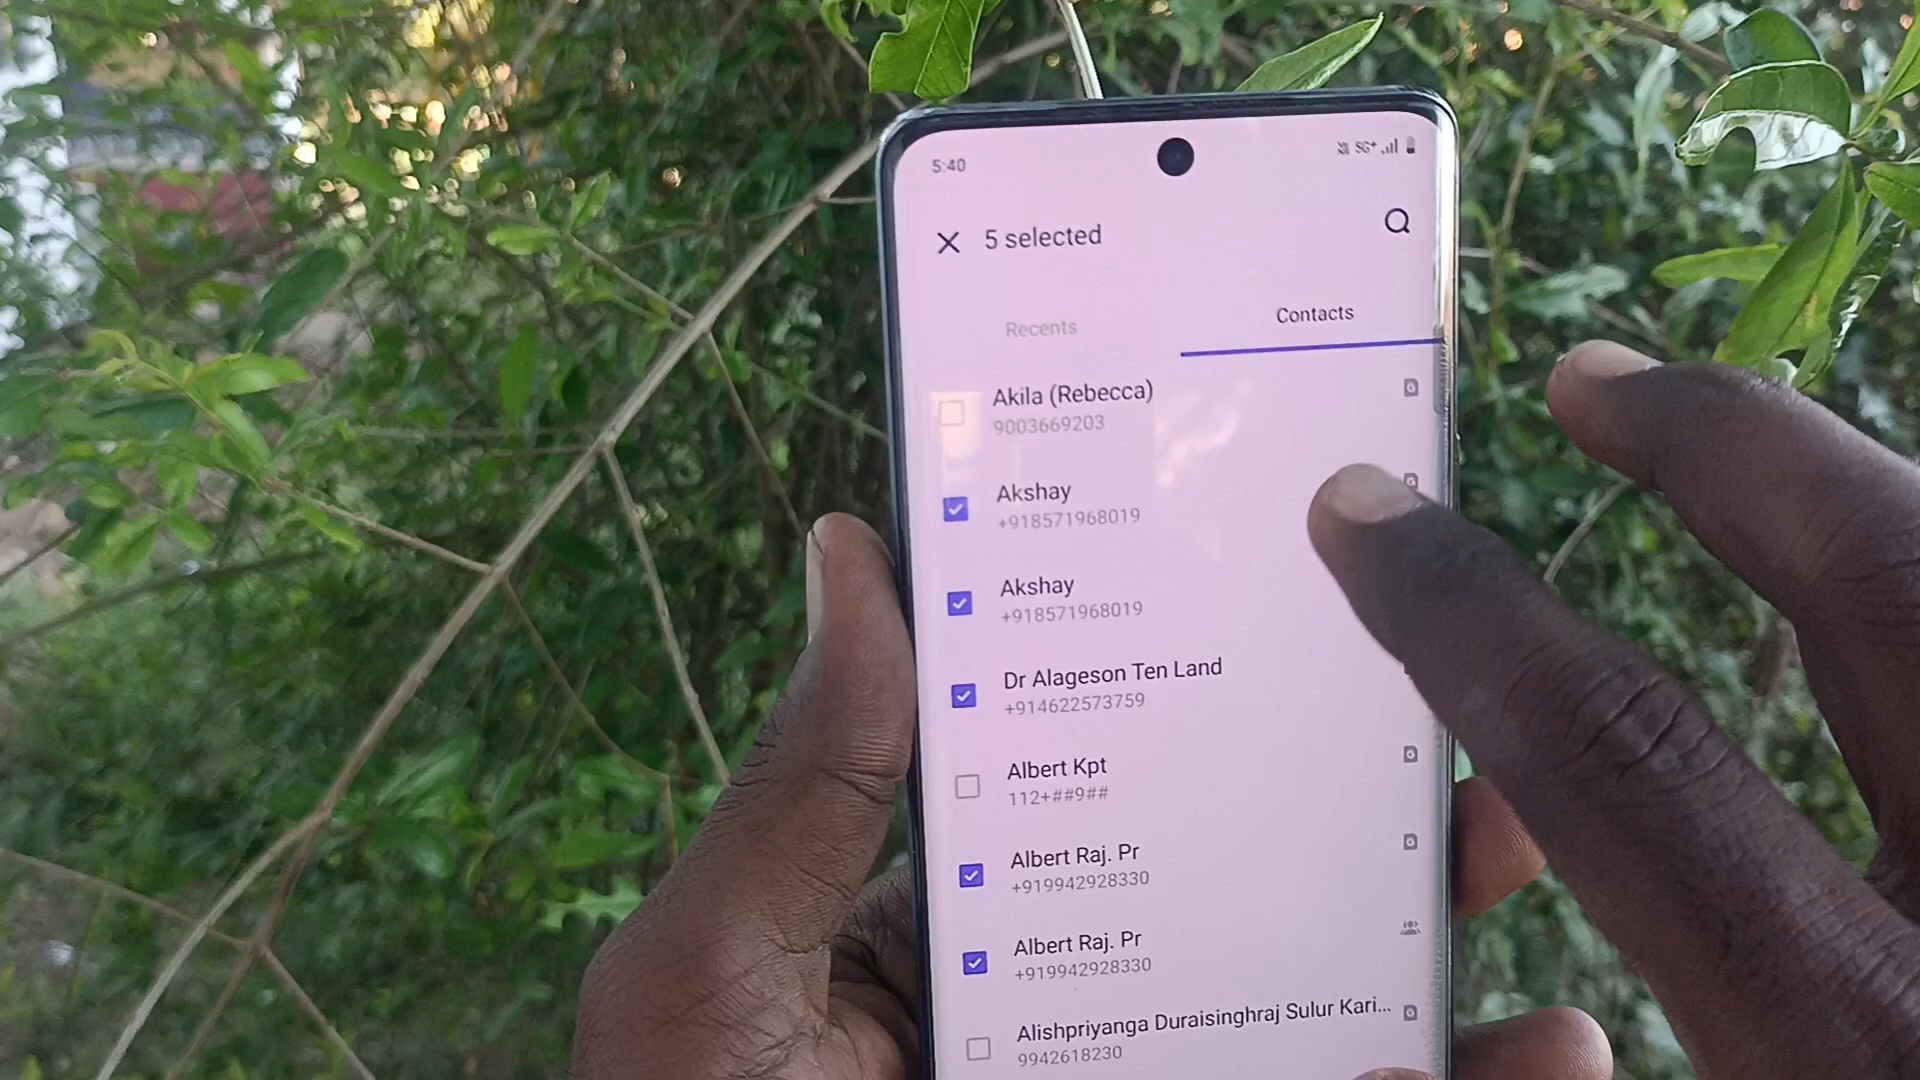 5:40
5G+
5 selected
Recents
Contacts
Akila (Rebecca)
9003669203
Akshay
+918571968019
Akshay
+918571968019
Dr Alageson Ten Land
+914622573759
Albert Kpt
112+##9##
Albert Raj. Pr
+919942928330
Albert Raj. Pr
+919942928330
Alishpriyanga Duraisinghraj Sulur Kari...
9942618230